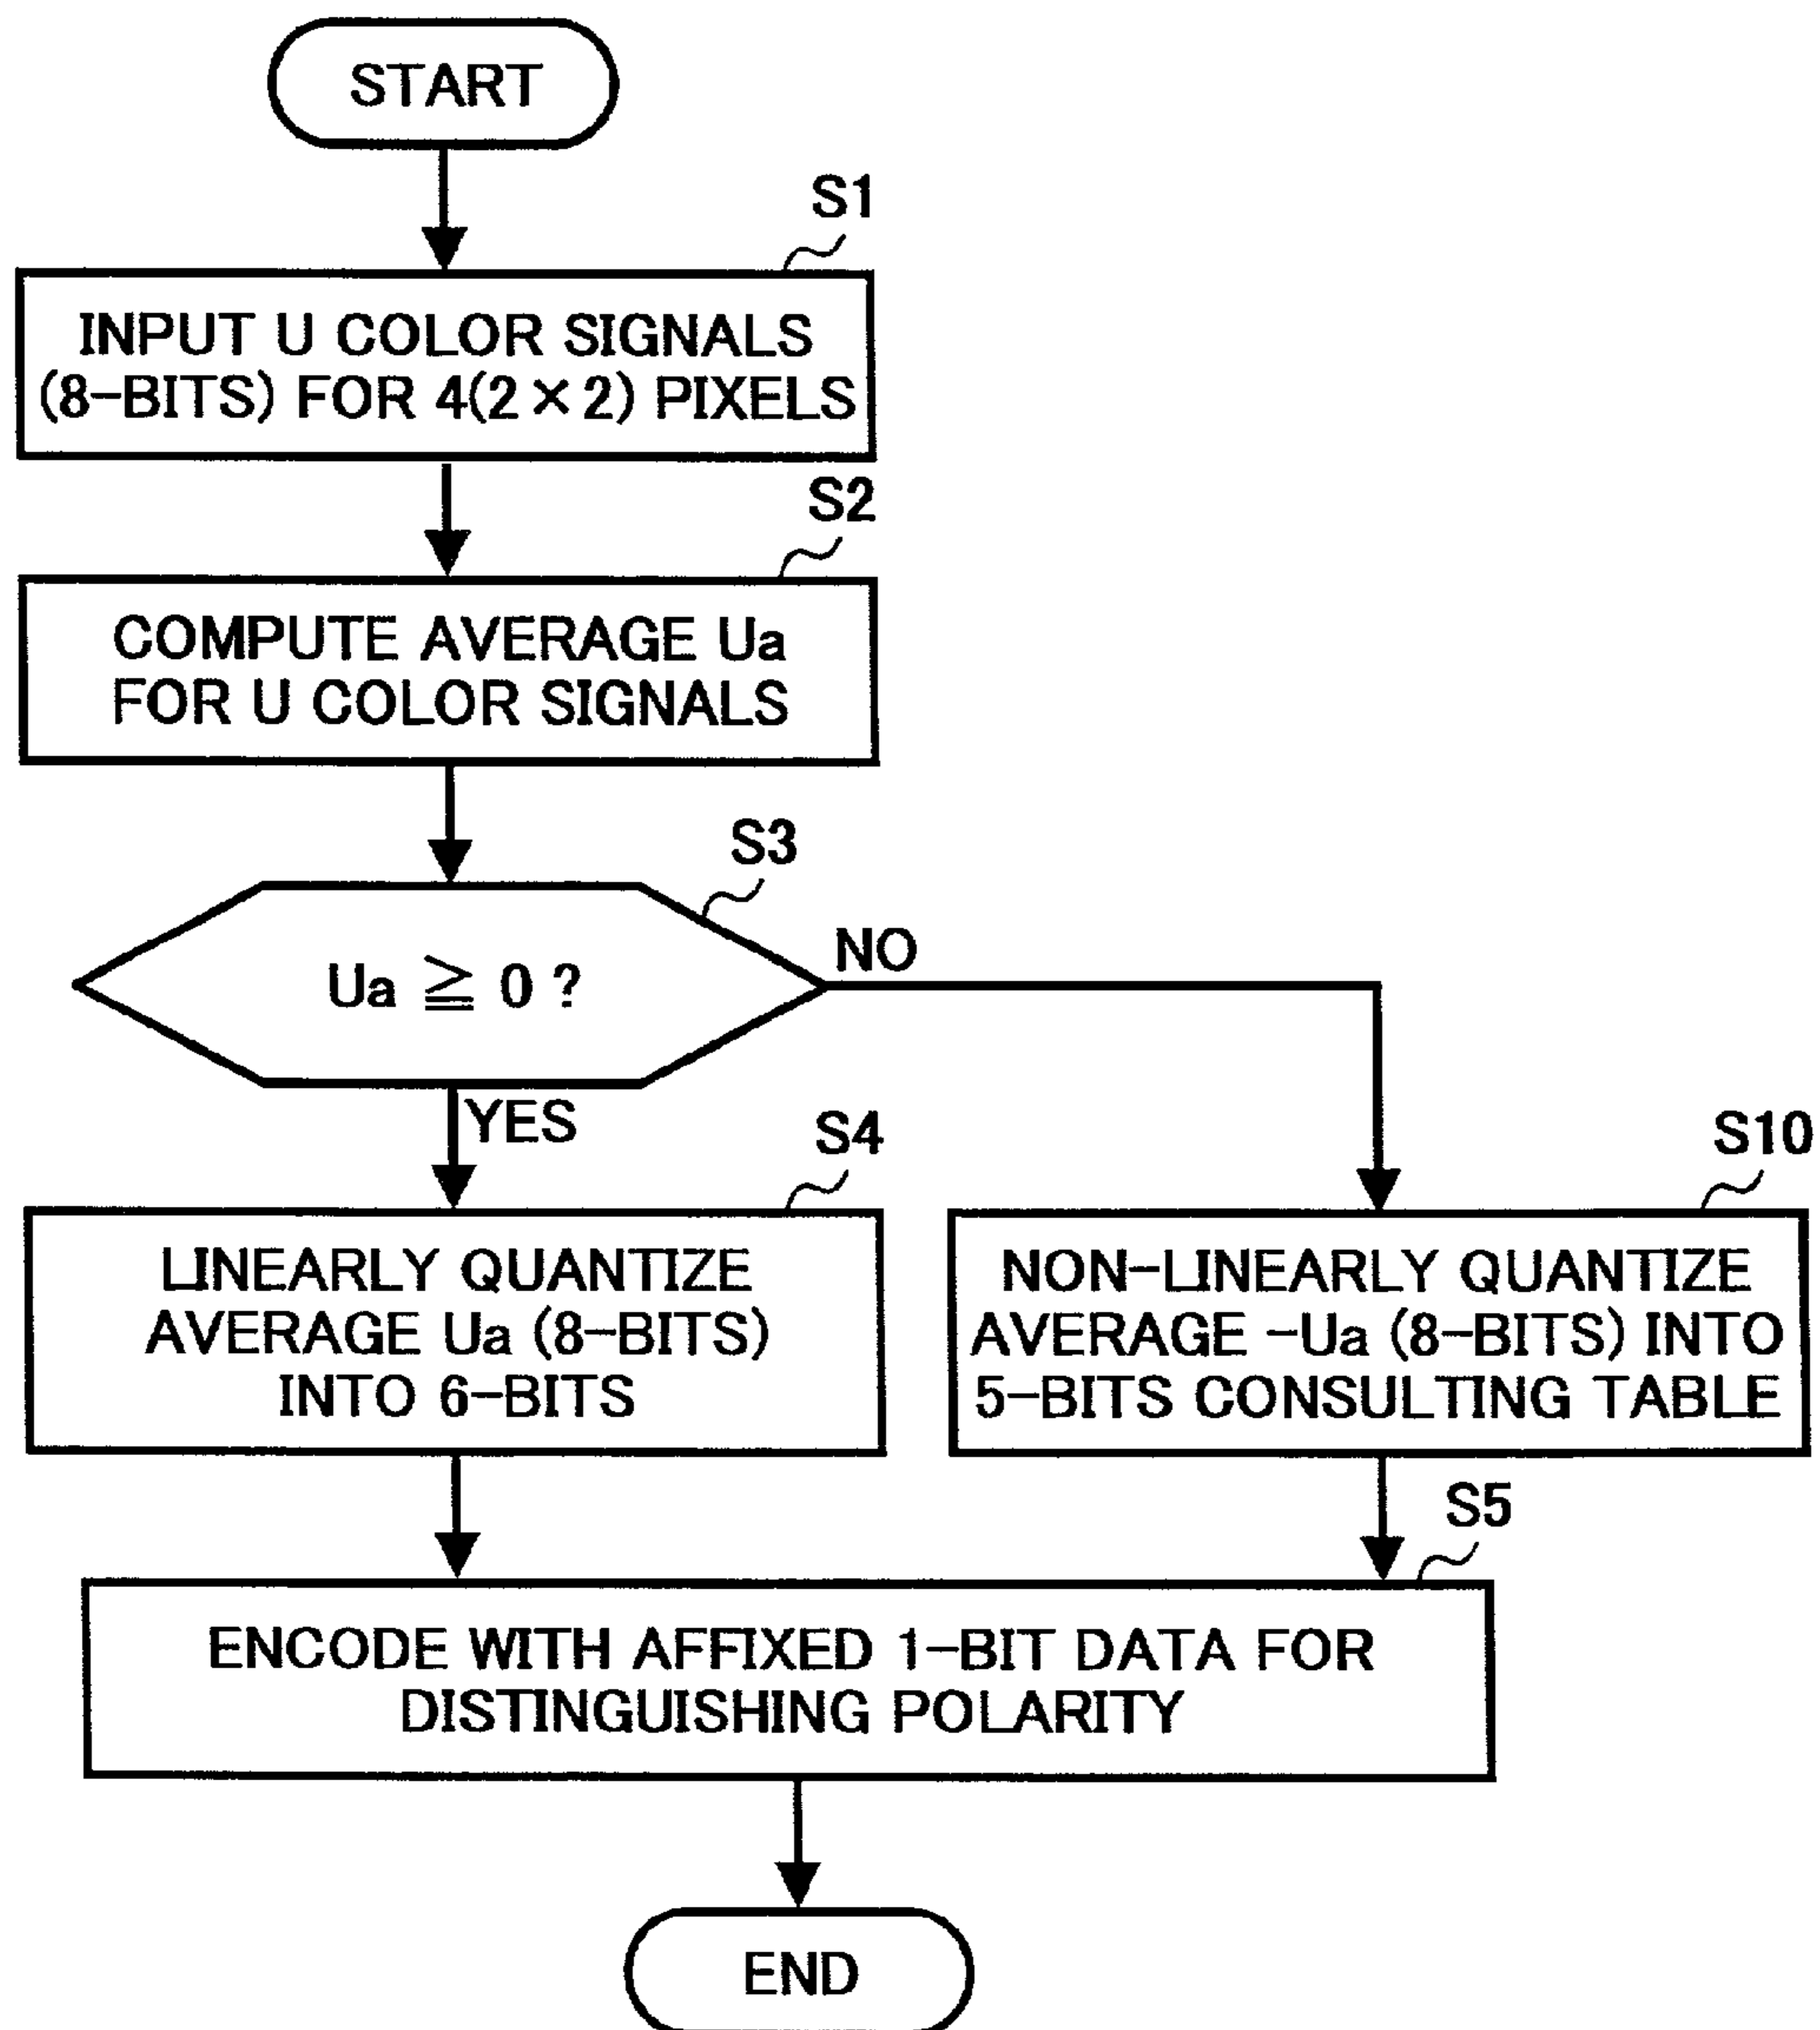 START
S1
INPUT U COLOR SIGNALS
(8-BITS) FOR 4(2×2) PIXELS
S2
COMPUTE AVERAGE Ua
FOR U COLOR SIGNALS
S3
Ua ≧ 0 ?
NO
YES
S4
LINEARLY QUANTIZE
AVERAGE Ua (8-BITS)
INTO 6-BITS
S10
NON-LINEARLY QUANTIZE
AVERAGE -Ua (8-BITS) INTO
5-BITS CONSULTING TABLE
S5
ENCODE WITH AFFIXED 1-BIT DATA FOR
DISTINGUISHING POLARITY
END